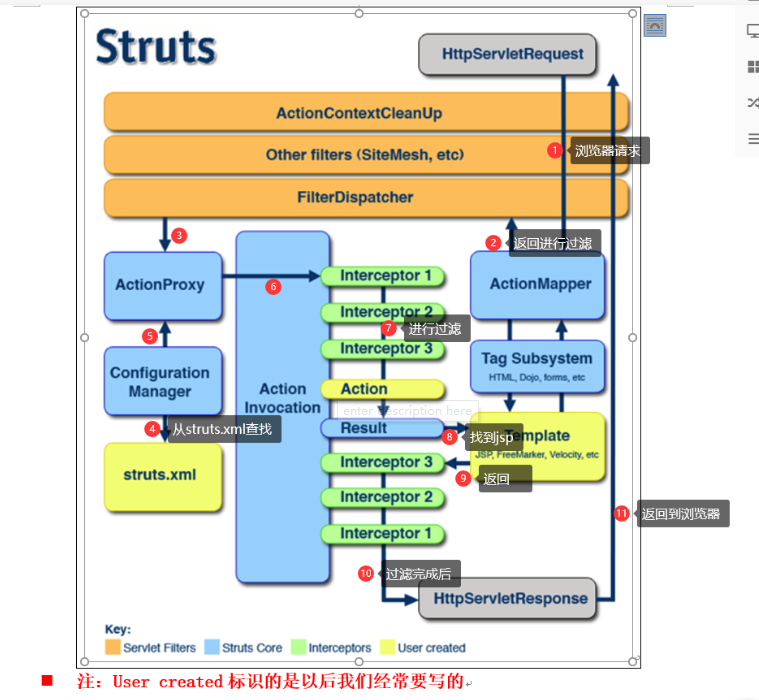 Struts
HttpServletRequest
ActionContextCleanUp
Other filters (SiteMesh, etc)
1 浏览器请求
FilterDispatcher
3
2 返回进行过滤
ActionProxy
6
Interceptor 1
ActionMapper
Interceptor 2
7 进行过滤
5
Interceptor 3
Tag Subsystem
HTML, Dojo, forms, etc
Configuration
Manager
Action
Invocation
Action
enter description here
4 从struts.xml查找
Result
8 找到jsp
Template
JSP, FreeMarker, Velocity, etc
struts.xml
Interceptor 3
9 返回
Interceptor 2
11 返回到浏览器
Interceptor 1
10 过滤完成后
HttpServletResponse
Key:
Servlet Filters
Struts Core
Interceptors
User created
注：User created 标识的是以后我们经常要写的